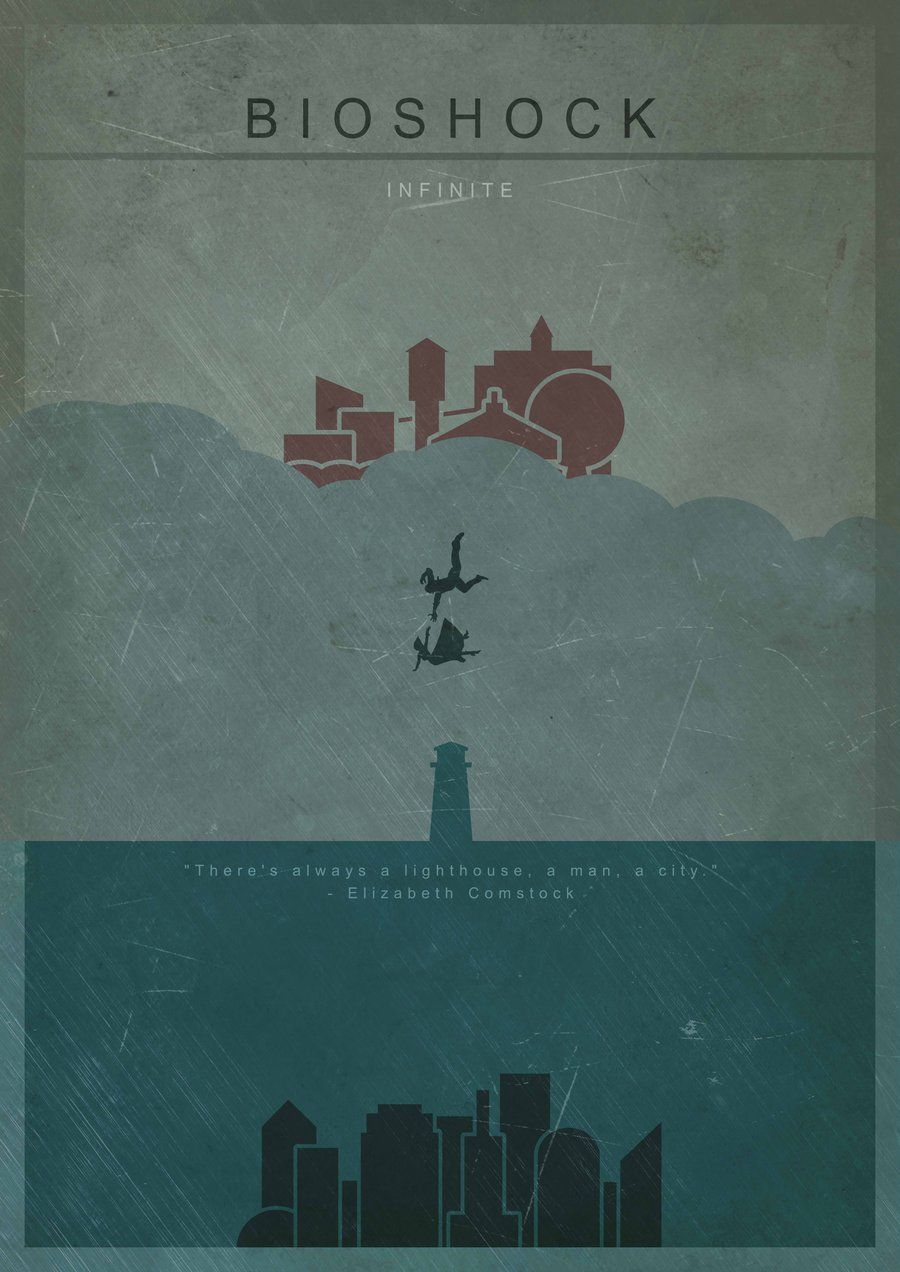 BIOSHOCK
INFINITE
"There's always a lighthouse, a man, a city."
- Elizabeth Comstock